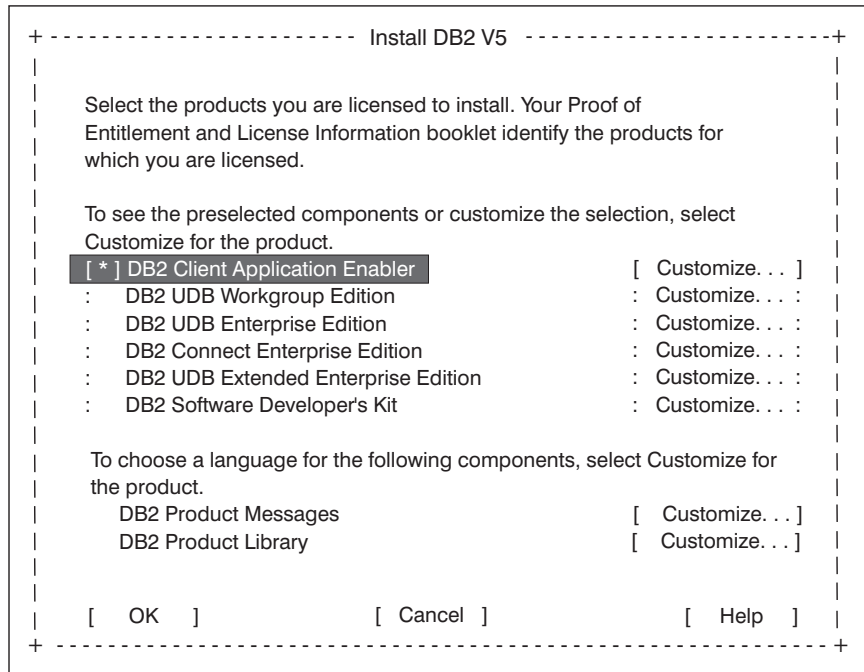 Install DB2 V5
Select the products you are licensed to install. Your Proof of
Entitlement and License Information booklet identify the products for
which you are licensed.
To see the preselected components or customize the selection, select
Customize for the product.
[ * ] DB2 Client Application Enabler [ Customize. . . ]
: DB2 UDB Workgroup Edition : Customize. . . :
: DB2 UDB Enterprise Edition : Customize. . . :
: DB2 Connect Enterprise Edition : Customize. . . :
: DB2 UDB Extended Enterprise Edition : Customize. . . :
: DB2 Software Developer's Kit : Customize. . . :
To choose a language for the following components, select Customize for
the product.
DB2 Product Messages [ Customize. . . ]
DB2 Product Library [ Customize. . . ]
[ OK ] [ Cancel ] [ Help ]